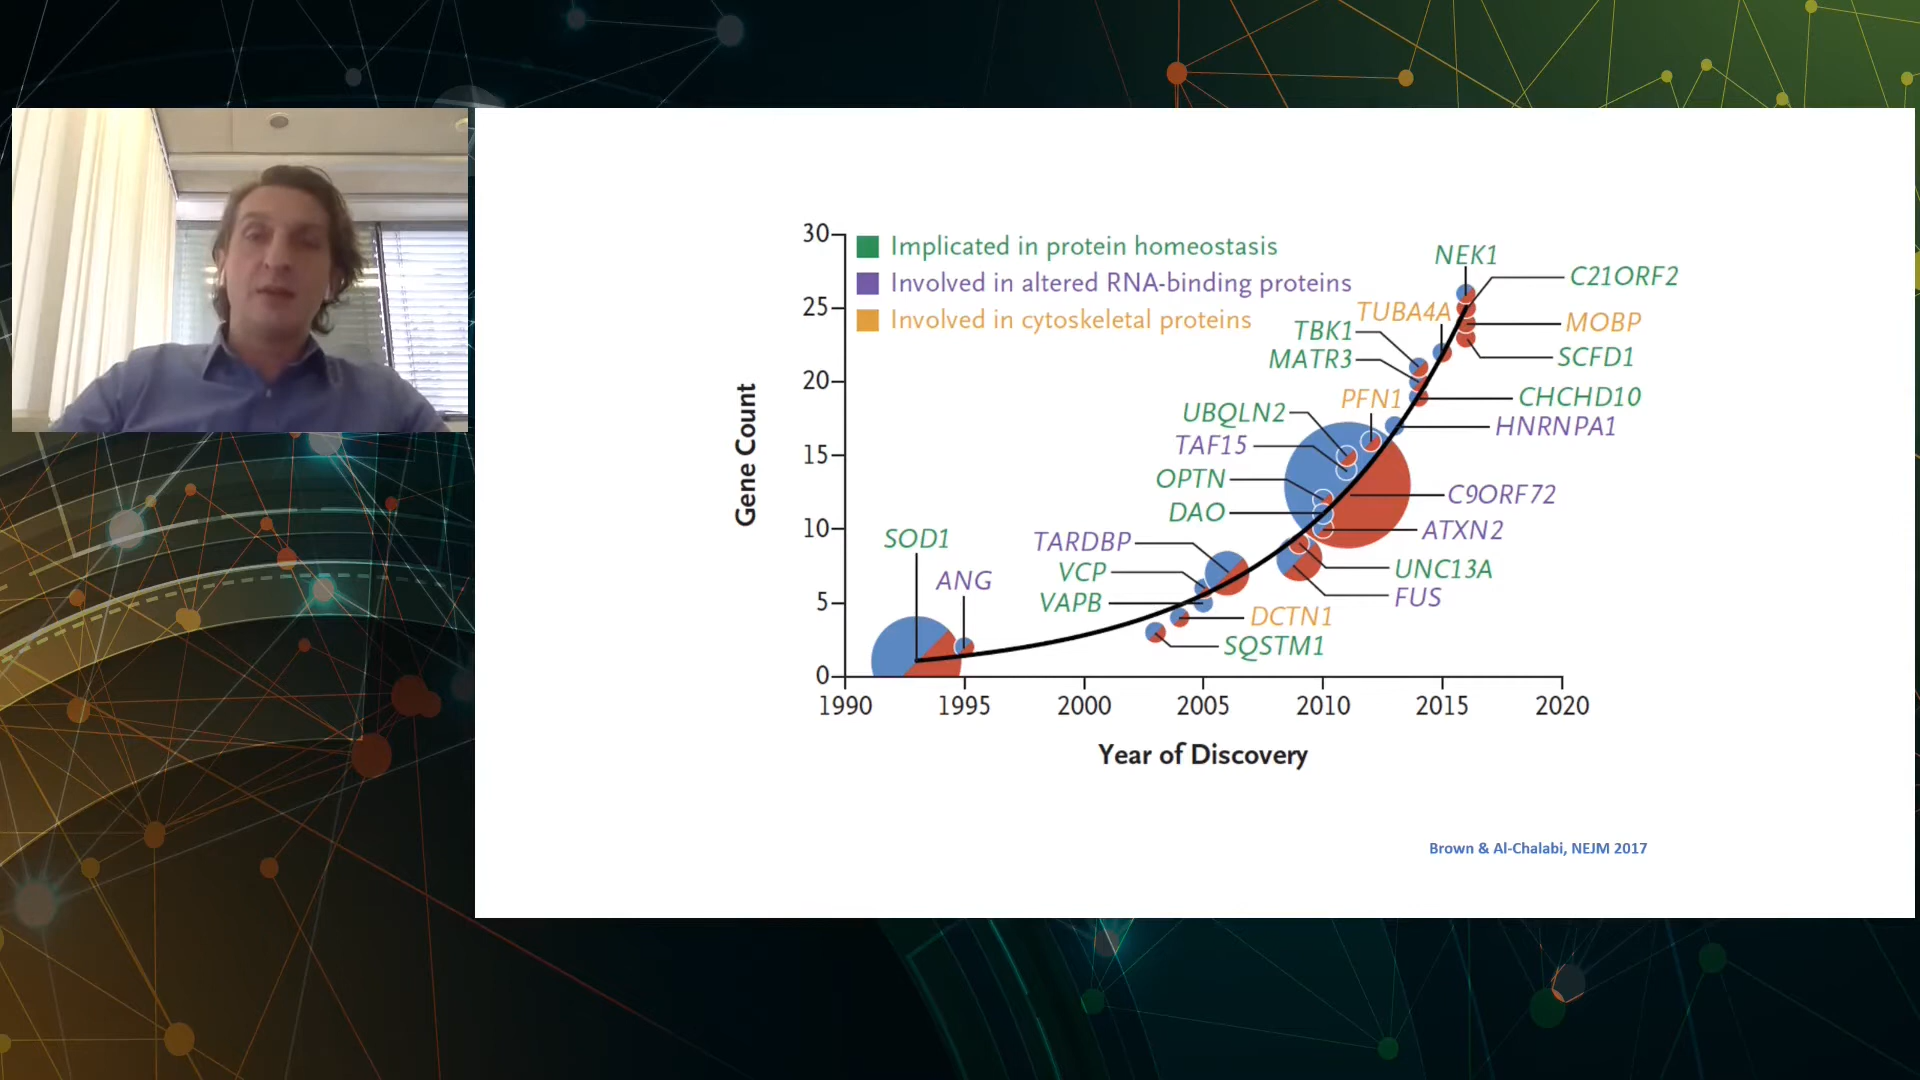 30
Implicated in protein homeostasis
Involved in altered RNA-binding proteins
Involved in cytoskeletal proteins
NEK1
C21ORF2
25
TUBA4A
MOBP
TBK1
SCFD1
MATR3
20
PFN1
CHCHD10
UBQLN2
HNRNPA1
TAF15
15
OPTN
C9ORF72
DAO
ATXN2
10
SOD1
TARDBP
UNC13A
VCP
ANG
FUS
VAPB
5
DCTN1
SQSTM1
0
Gene Count
1990
1995
2000
2005
2010
2015
2020
Year of Discovery
Brown & Al-Chalabi, NEJM 2017